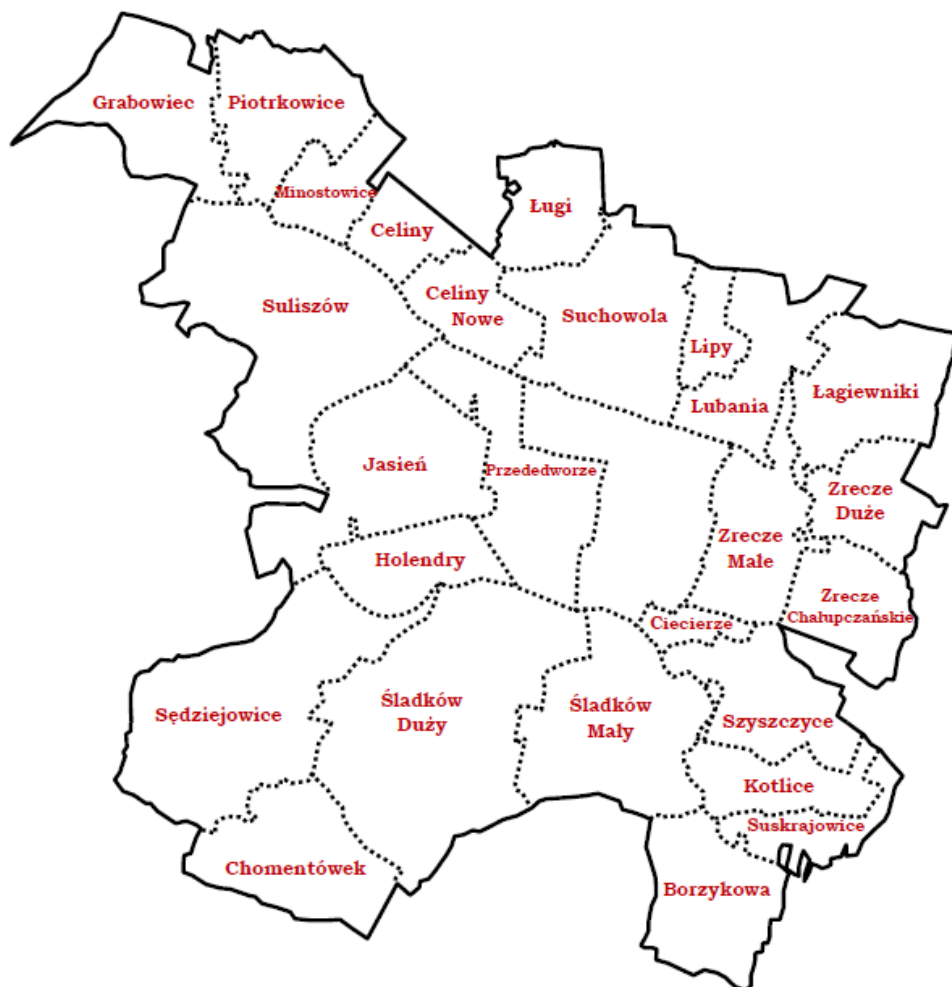 Grabowiec
Piotrkowice
Minostowice
Ługi
Celiny
Suliszów
Celiny
Nowe
Suchowola
Lipy
Łagiewniki
Lubania
Jasień
Przededworze
Zrecze
Duże
Zrecze
Małe
Holendry
Zrecze
Chałupczańskie
Ciecierze
Sędziejowice
Śladków
Duży
Śladków
Mały
Szyszczyce
Kotlice
Suskrajowice
Chomentówek
Borzykowa